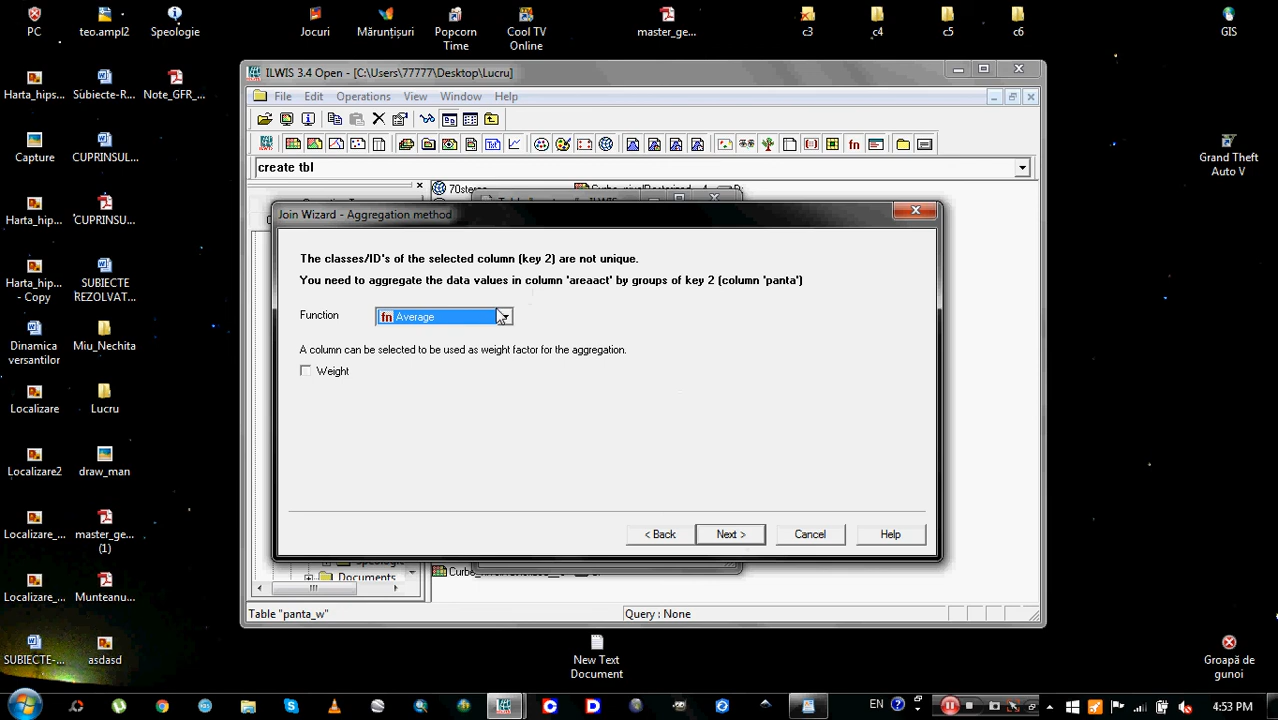 PC
teo.ampl2
Speologie
Jocuri
Mărunțișuri
Popcorn
Time
Cool TV
Online
master_ge...
c3
c4
c5
c6
GIS
Harta_hips...
Subiecte-R...
Note_GFR_...
Capture
CUPRINSUL...
Harta_hip...
CUPRINSU...
Harta_hip...
- Copy
SUBIECTE
REZOLVAT...
Dinamica
versantilor
Miu_Nechita
Localizare
Lucru
Localizare2
draw_man
Localizare_...
master_ge...
(1)
Localizare_...
Munteanu...
SUBIECTE-...
asdasd
Grand Theft
Auto V
Groapă de
gunoi
New Text
Document
ILWIS 3.4 Open - [C:\Users\77777\Desktop\Lucru]
File Edit Operations View Window Help
create tbl
70stereo
Join Wizard - Aggregation method
The classes/ID's of the selected column (key 2) are not unique.
You need to aggregate the data values in column 'areaact' by groups of key 2 (column 'panta')
Function
fn Average
A column can be selected to be used as weight factor for the aggregation.
Weight
< Back
Next >
Cancel
Help
Documents
Table "panta_w"
Query : None
EN
4:53 PM